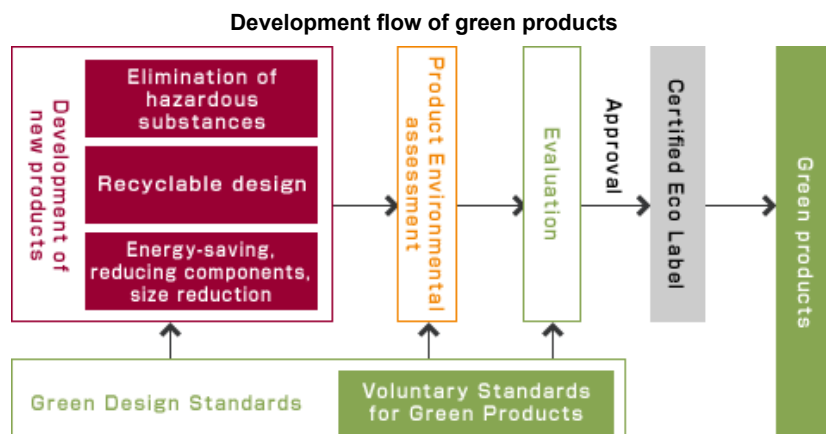 Development flow of green products
Development of
new products
Elimination of
hazardous
substances
Recyclable design
Energy-saving,
reducing components,
size reduction
Product Environmental
assessment
Evaluation
Approval
Certified Eco Label
Green products
Green Design Standards
Voluntary Standards
for Green Products